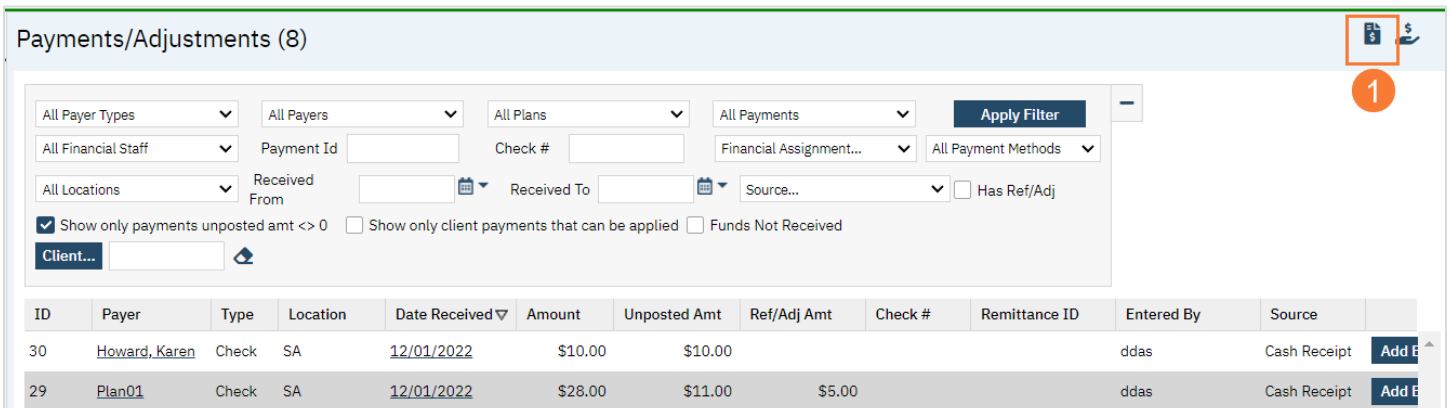 Payments/Adjustments (8)
1
All Payer Types All Payers All Plans All Payments Apply Filter
All Financial Staff Payment Id Check # Financial Assignment... All Payment Methods
All Locations Received From Received To Source... Has Ref/Adj
Show only payments unposted amt <> 0 Show only client payments that can be applied Funds Not Received
Client...
ID Payer Type Location Date Received Amount Unposted Amt Ref/Adj Amt Check # Remittance ID Entered By Source
30 Howard, Karen Check SA 12/01/2022 $10.00 $10.00 ddas Cash Receipt Add E
29 Plan01 Check SA 12/01/2022 $28.00 $11.00 $5.00 ddas Cash Receipt Add E